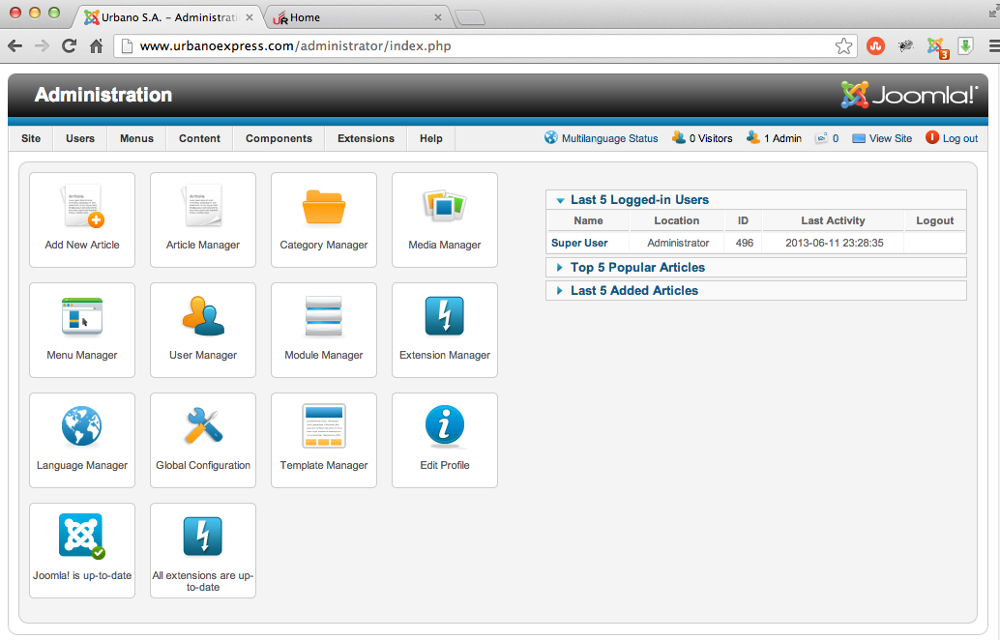 Urbano S.A. - Administrati
Home
www.urbanoexpress.com/administrator/index.php
3
Administration
Joomla!
Site Users Menus Content Components Extensions Help
Multilanguage Status 0 Visitors 1 Admin 0 View Site Log out
Add New Article
Article Manager
Category Manager
Media Manager
Menu Manager
User Manager
Module Manager
Extension Manager
Language Manager
Global Configuration
Template Manager
Edit Profile
Joomla! is up-to-date
All extensions are up-
to-date
Last 5 Logged-in Users
Name Location ID Last Activity Logout
Super User Administrator 496 2013-06-11 23:28:35
Top 5 Popular Articles
Last 5 Added Articles